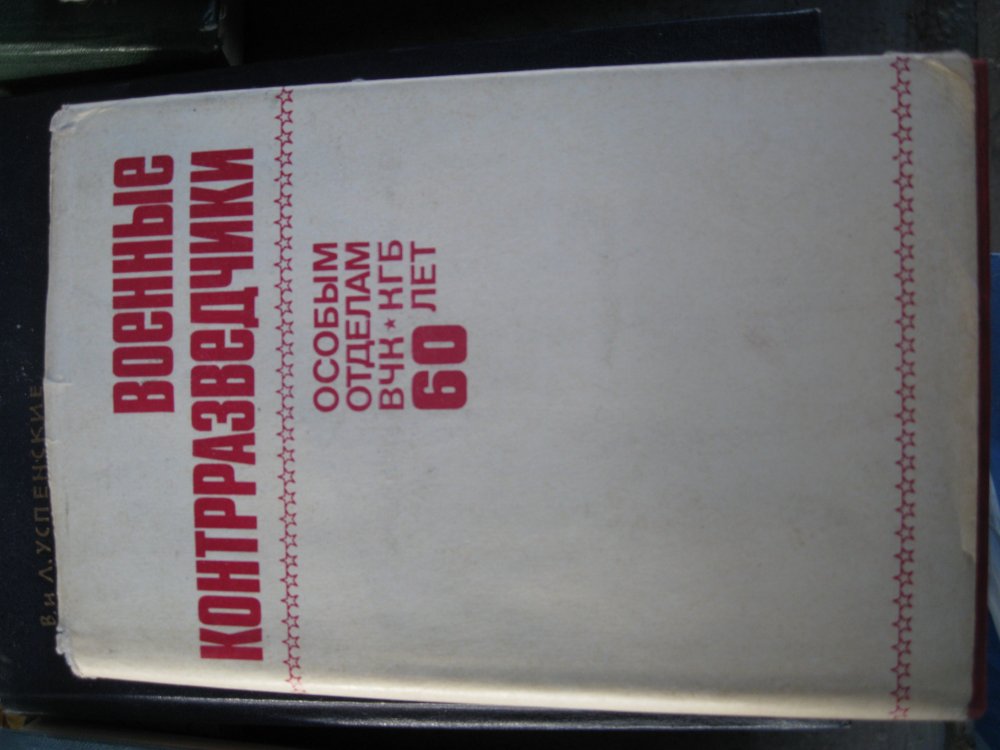 ВОЕННЫЕ
КОНТРРАЗВЕДЧИКИ
ОСОБЫМ
ОТДЕЛАМ
ВЧК★КГБ
60 ЛЕТ
В. И Л. УСПЕНСКИЕ